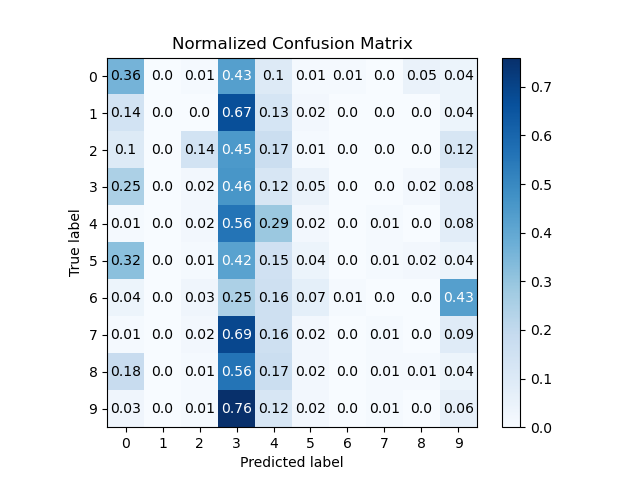 Normalized Confusion Matrix
0 0.36 0.0 0.01 0.43 0.1 0.01 0.01 0.0 0.05 0.04
1 0.14 0.0 0.0 0.67 0.13 0.02 0.0 0.0 0.0 0.04
2 0.1 0.0 0.14 0.45 0.17 0.01 0.0 0.0 0.0 0.12
3 0.25 0.0 0.02 0.46 0.12 0.05 0.0 0.0 0.02 0.08
4 0.01 0.0 0.02 0.56 0.29 0.02 0.0 0.01 0.0 0.08
5 0.32 0.0 0.01 0.42 0.15 0.04 0.0 0.01 0.02 0.04
6 0.04 0.0 0.03 0.25 0.16 0.07 0.01 0.0 0.0 0.43
7 0.01 0.0 0.02 0.69 0.16 0.02 0.0 0.01 0.0 0.09
8 0.18 0.0 0.01 0.56 0.17 0.02 0.0 0.01 0.01 0.04
9 0.03 0.0 0.01 0.76 0.12 0.02 0.0 0.01 0.0 0.06
0 1 2 3 4 5 6 7 8 9
Predicted label
True label
0.7
0.6
0.5
0.4
0.3
0.2
0.1
0.0